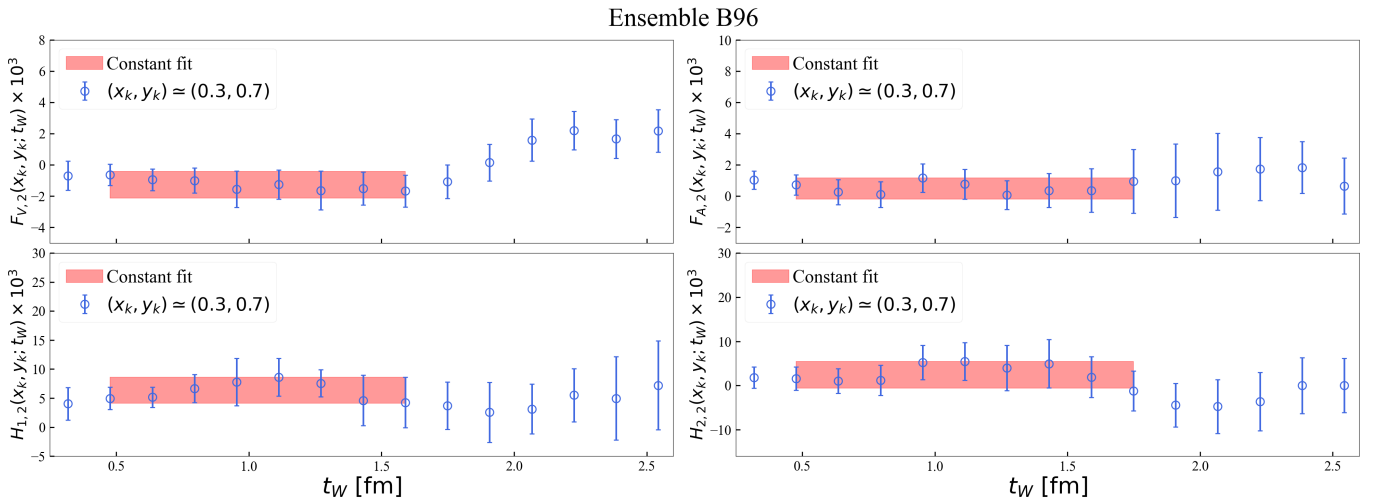 Ensemble B96
F_{V,2}(x_k, y_k; t_W) × 10^3
8
6
4
2
0
−2
−4
Constant fit
(x_k, y_k) ≃ (0.3, 0.7)
F_{A,2}(x_k, y_k; t_W) × 10^3
10
8
6
4
2
0
−2
Constant fit
(x_k, y_k) ≃ (0.3, 0.7)
H_{1,2}(x_k, y_k; t_W) × 10^3
30
25
20
15
10
5
0
−5
Constant fit
(x_k, y_k) ≃ (0.3, 0.7)
0.5 1.0 1.5 2.0 2.5
t_W [fm]
H_{2,2}(x_k, y_k; t_W) × 10^3
30
20
10
0
−10
Constant fit
(x_k, y_k) ≃ (0.3, 0.7)
0.5 1.0 1.5 2.0 2.5
t_W [fm]